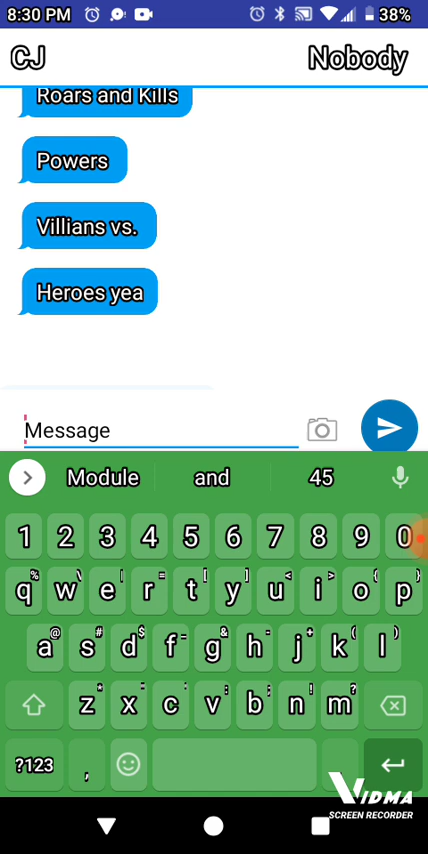 8:30 PM 38%
CJ Nobody
Roars and Kills
Powers
Villians vs.
Heroes yea
Message
Module and 45
1 2 3 4 5 6 7 8 9 0
% \ | = [ ] < > { }
q w e r t y u i o p
@ # $ _ & - + ( )
a s d f g h j k l
* " ' : ; ! ?
z x c v b n m
?123 ,
VIDMA
SCREEN RECORDER